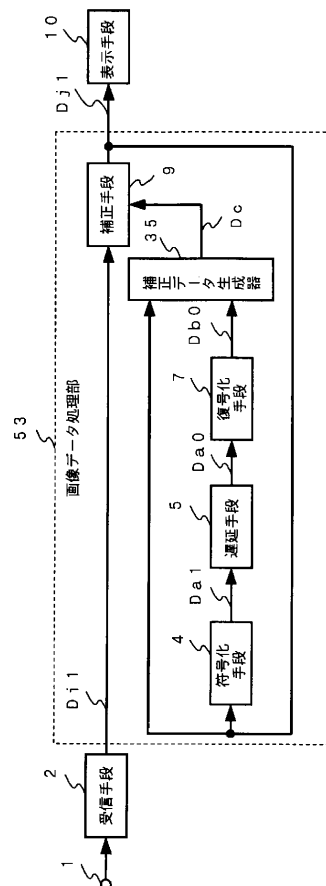 1
2
受信手段
Di1
53
画像データ処理部
補正手段
9
Dj1
10
表示手段
35
補正データ生成器
Dc
4
符号化手段
Da1
5
遅延手段
Da0
7
復号化手段
Db0